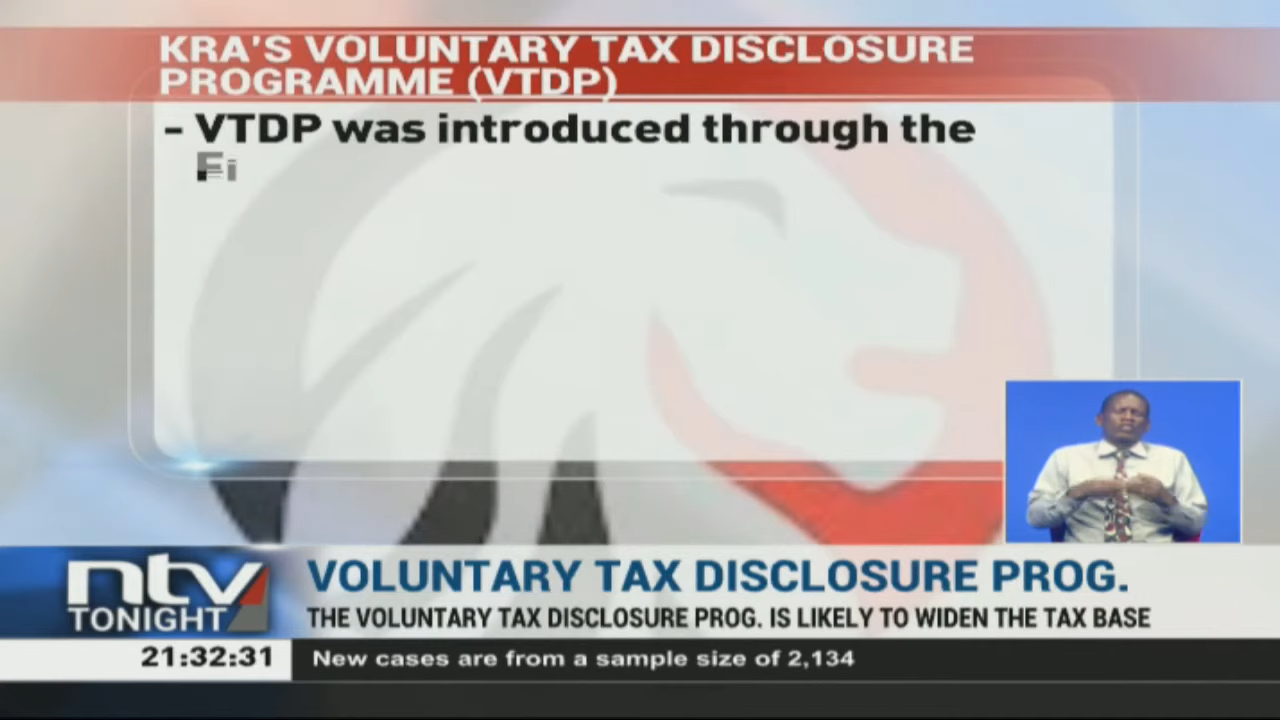 KRA'S VOLUNTARY TAX DISCLOSURE
PROGRAMME (VTDP)
- VTDP was introduced through the
Fi
ntv
TONIGHT
VOLUNTARY TAX DISCLOSURE PROG.
THE VOLUNTARY TAX DISCLOSURE PROG. IS LIKELY TO WIDEN THE TAX BASE
21:32:31
New cases are from a sample size of 2,134